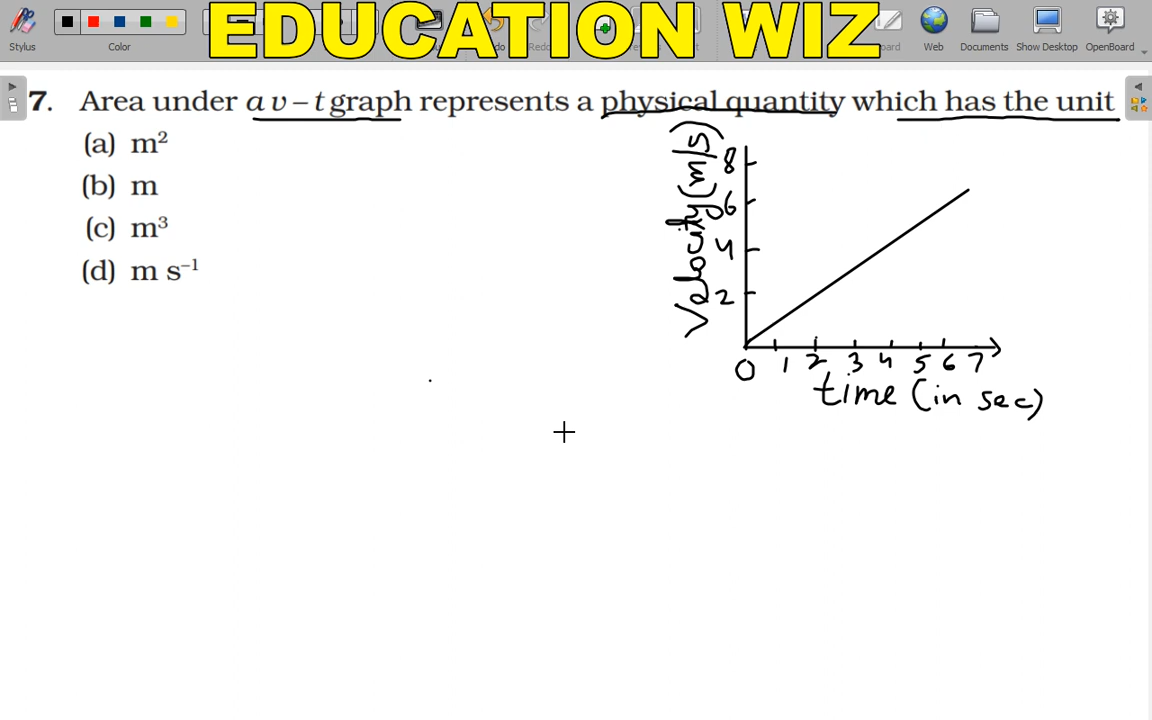 EDUCATION WIZ
Stylus
Color
Redo
Web
Documents
Show Desktop
OpenBoard
7. Area under a v – t graph represents a physical quantity which has the unit
(a) m²
(b) m
(c) m³
(d) m s⁻¹
Velocity (m/s)
8
6
4
2
0 1 2 3 4 5 6 7
time (in sec)